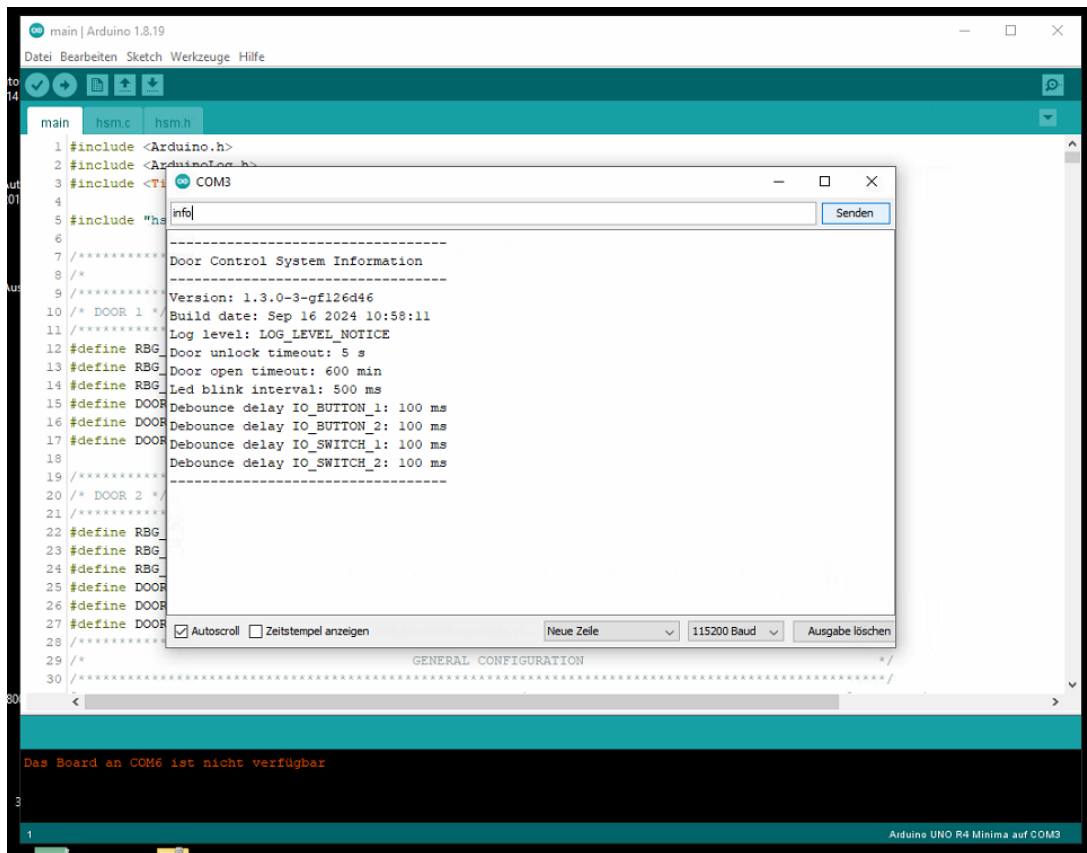 main | Arduino 1.8.19
Datei Bearbeiten Sketch Werkzeuge Hilfe
main hsm.c hsm.h
1 #include <Arduino.h>
2 #include <ArduinoLog.h>
3 #include <Ti
4
5 #include "hs
6
7 /***********
8 /*
9 /***********
10 /* DOOR 1 */
11 /***********
12 #define RBG_
13 #define RBG_
14 #define RBG_
15 #define DOOR
16 #define DOOR
17 #define DOOR
18
19 /***********
20 /* DOOR 2 */
21 /***********
22 #define RBG_
23 #define RBG_
24 #define RBG_
25 #define DOOR
26 #define DOOR
27 #define DOOR
28 /***********
29 /* GENERAL CONFIGURATION */
30 /******************************************************************************/
COM3
info
Senden
----------------------------------
Door Control System Information
----------------------------------
Version: 1.3.0-3-gf126d46
Build date: Sep 16 2024 10:58:11
Log level: LOG_LEVEL_NOTICE
Door unlock timeout: 5 s
Door open timeout: 600 min
Led blink interval: 500 ms
Debounce delay IO_BUTTON_1: 100 ms
Debounce delay IO_BUTTON_2: 100 ms
Debounce delay IO_SWITCH_1: 100 ms
Debounce delay IO_SWITCH_2: 100 ms
----------------------------------
Autoscroll Zeitstempel anzeigen Neue Zeile 115200 Baud Ausgabe löschen
Das Board an COM6 ist nicht verfügbar
1 Arduino UNO R4 Minima auf COM3